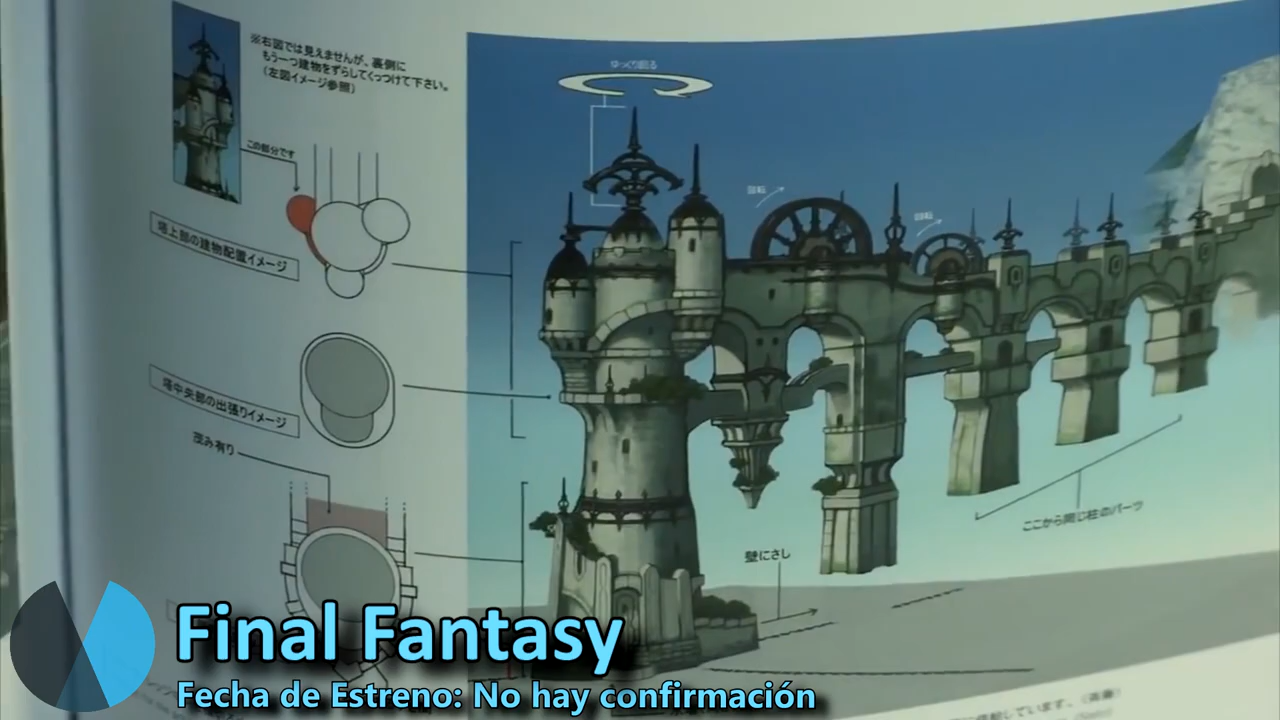 ※右図では見えませんが、裏側に
もう一つ建物をずらしてくっつけて下さい。
(左図イメージ参照)
この部分です
塔上部の建物配置イメージ
塔中央部の出張りイメージ
茂み有り
ゆっくり回る
回転
回転
ここから同じ柱のパーツ
壁にさし
Final Fantasy
Fecha de Estreno: No hay confirmación